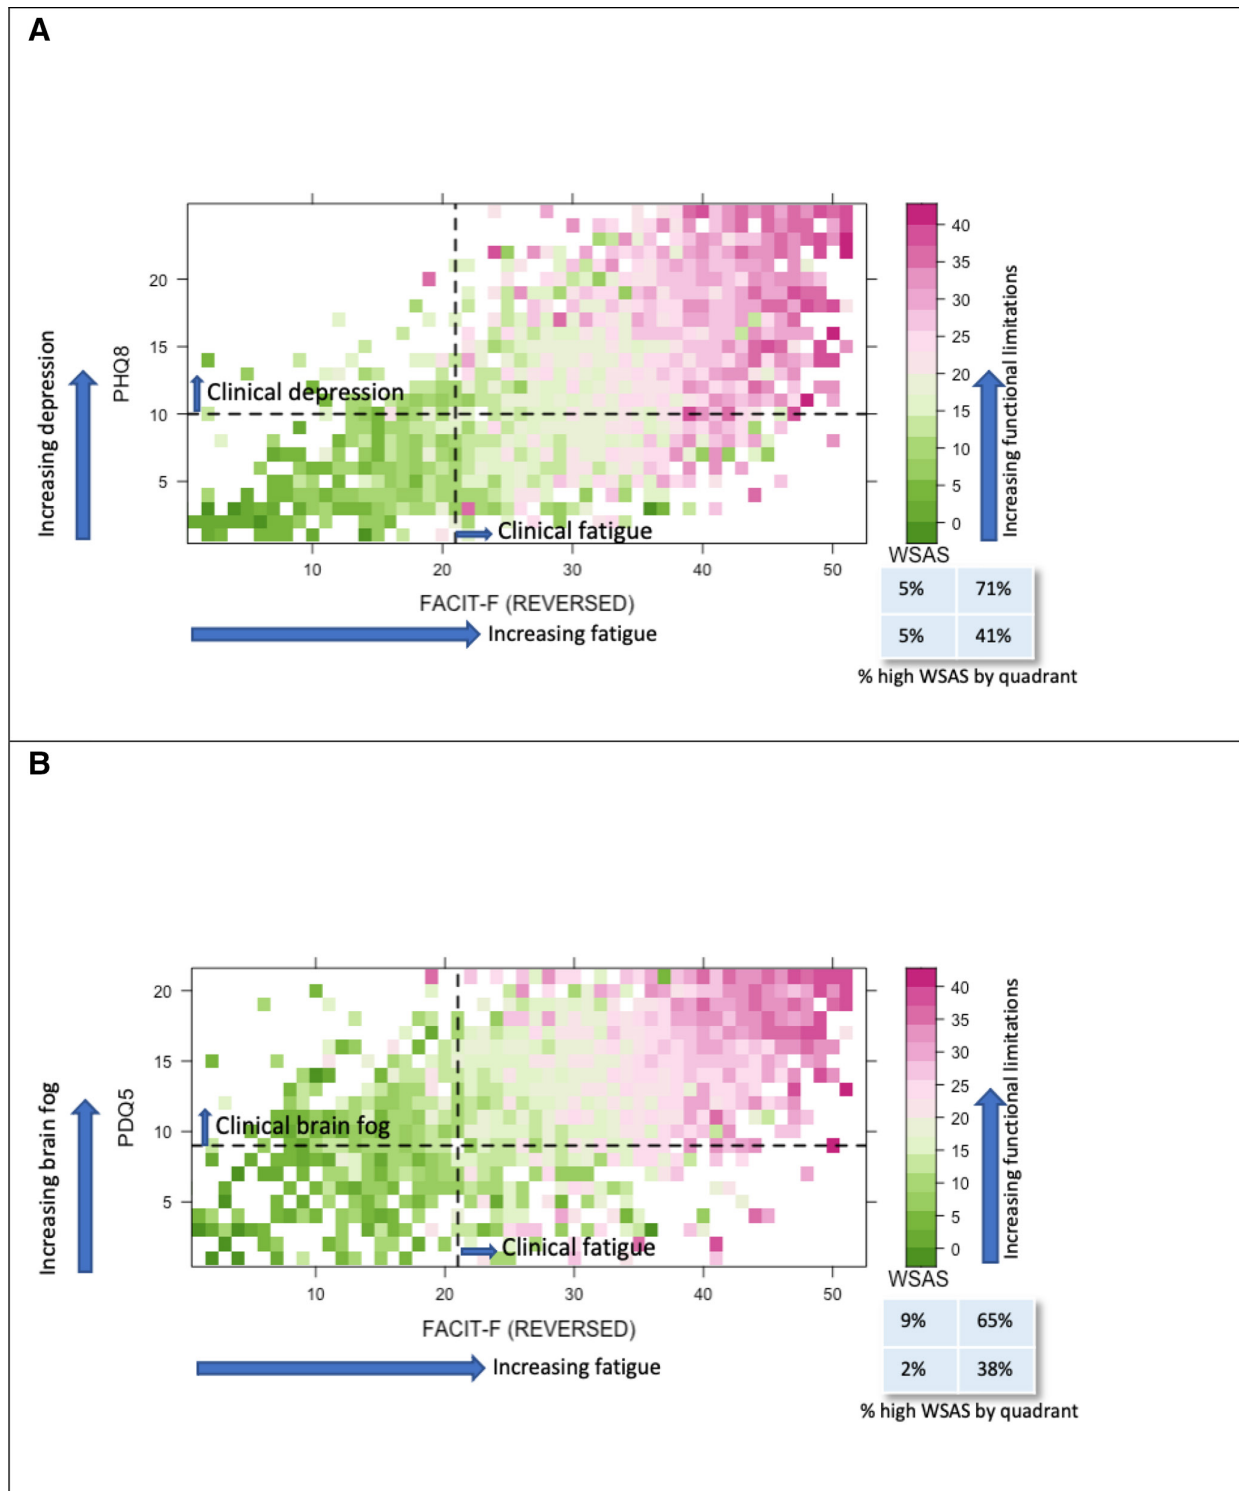 A
20
15
10
5
10
20
30
40
50
PHQ8
Increasing depression
Clinical depression
Clinical fatigue
FACIT-F (REVERSED)
Increasing fatigue
40
35
30
25
20
15
10
5
0
WSAS
Increasing functional limitations
5% 71%
5% 41%
% high WSAS by quadrant
B
20
15
10
5
10
20
30
40
50
PDQ5
Increasing brain fog
Clinical brain fog
Clinical fatigue
FACIT-F (REVERSED)
Increasing fatigue
40
35
30
25
20
15
10
5
0
WSAS
Increasing functional limitations
9% 65%
2% 38%
% high WSAS by quadrant